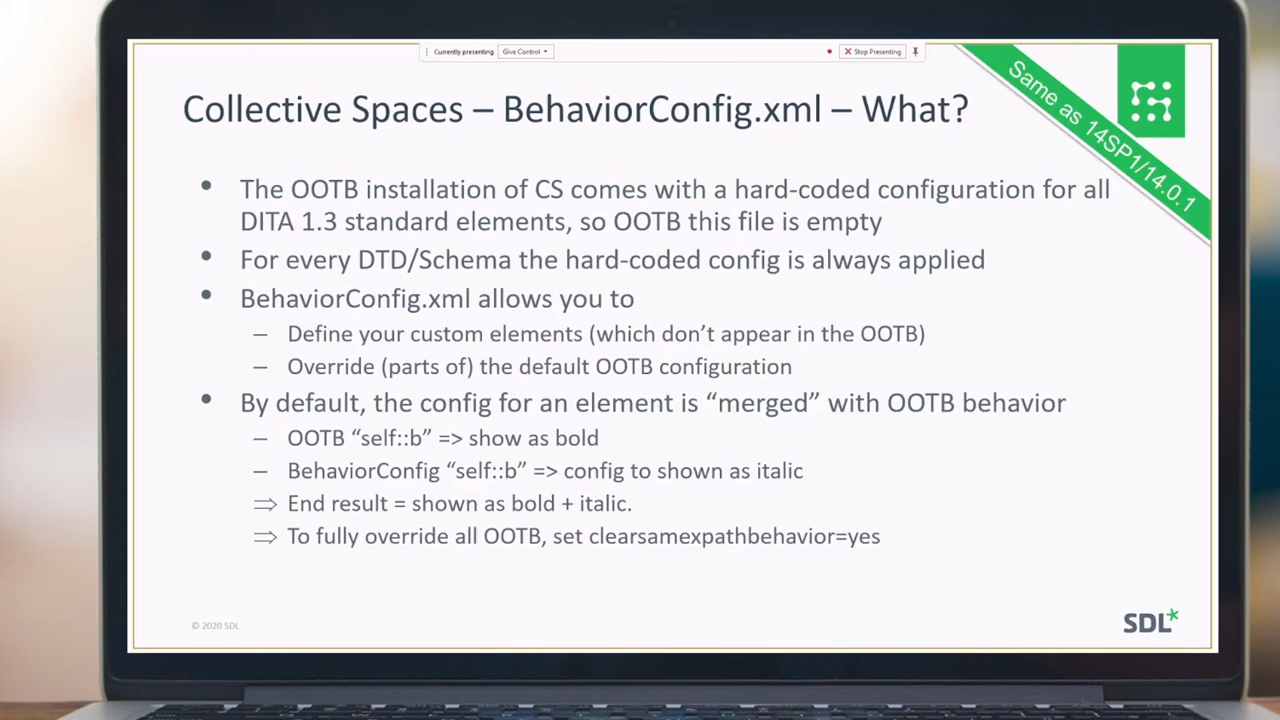 Currently presenting Give Control
Stop Presenting
Collective Spaces – BehaviorConfig.xml – What?
Same as 14SP1/14.0.1
• The OOTB installation of CS comes with a hard-coded configuration for all
DITA 1.3 standard elements, so OOTB this file is empty
• For every DTD/Schema the hard-coded config is always applied
• BehaviorConfig.xml allows you to
– Define your custom elements (which don’t appear in the OOTB)
– Override (parts of) the default OOTB configuration
• By default, the config for an element is “merged” with OOTB behavior
– OOTB “self::b” => show as bold
– BehaviorConfig “self::b” => config to shown as italic
⇒ End result = shown as bold + italic.
⇒ To fully override all OOTB, set clearsamexpathbehavior=yes
© 2020 SDL
SDL*